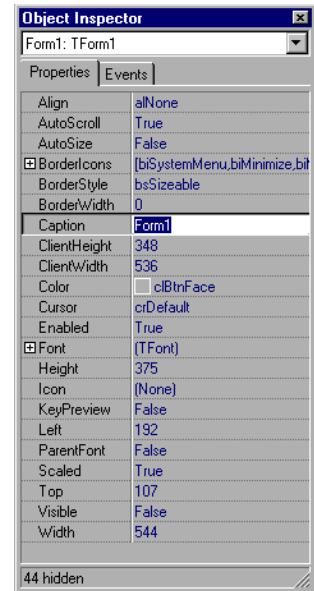 Object Inspector
Form1: TForm1
Properties Events
Align alNone
AutoScroll True
AutoSize False
BorderIcons [biSystemMenu,biMinimize,
BorderStyle bsSizeable
BorderWidth 0
Caption Form1
ClientHeight 348
ClientWidth 536
Color clBtnFace
Cursor crDefault
Enabled True
Font (TFont)
Height 375
Icon (None)
KeyPreview False
Left 192
ParentFont False
Scaled True
Top 107
Visible False
Width 544
44 hidden